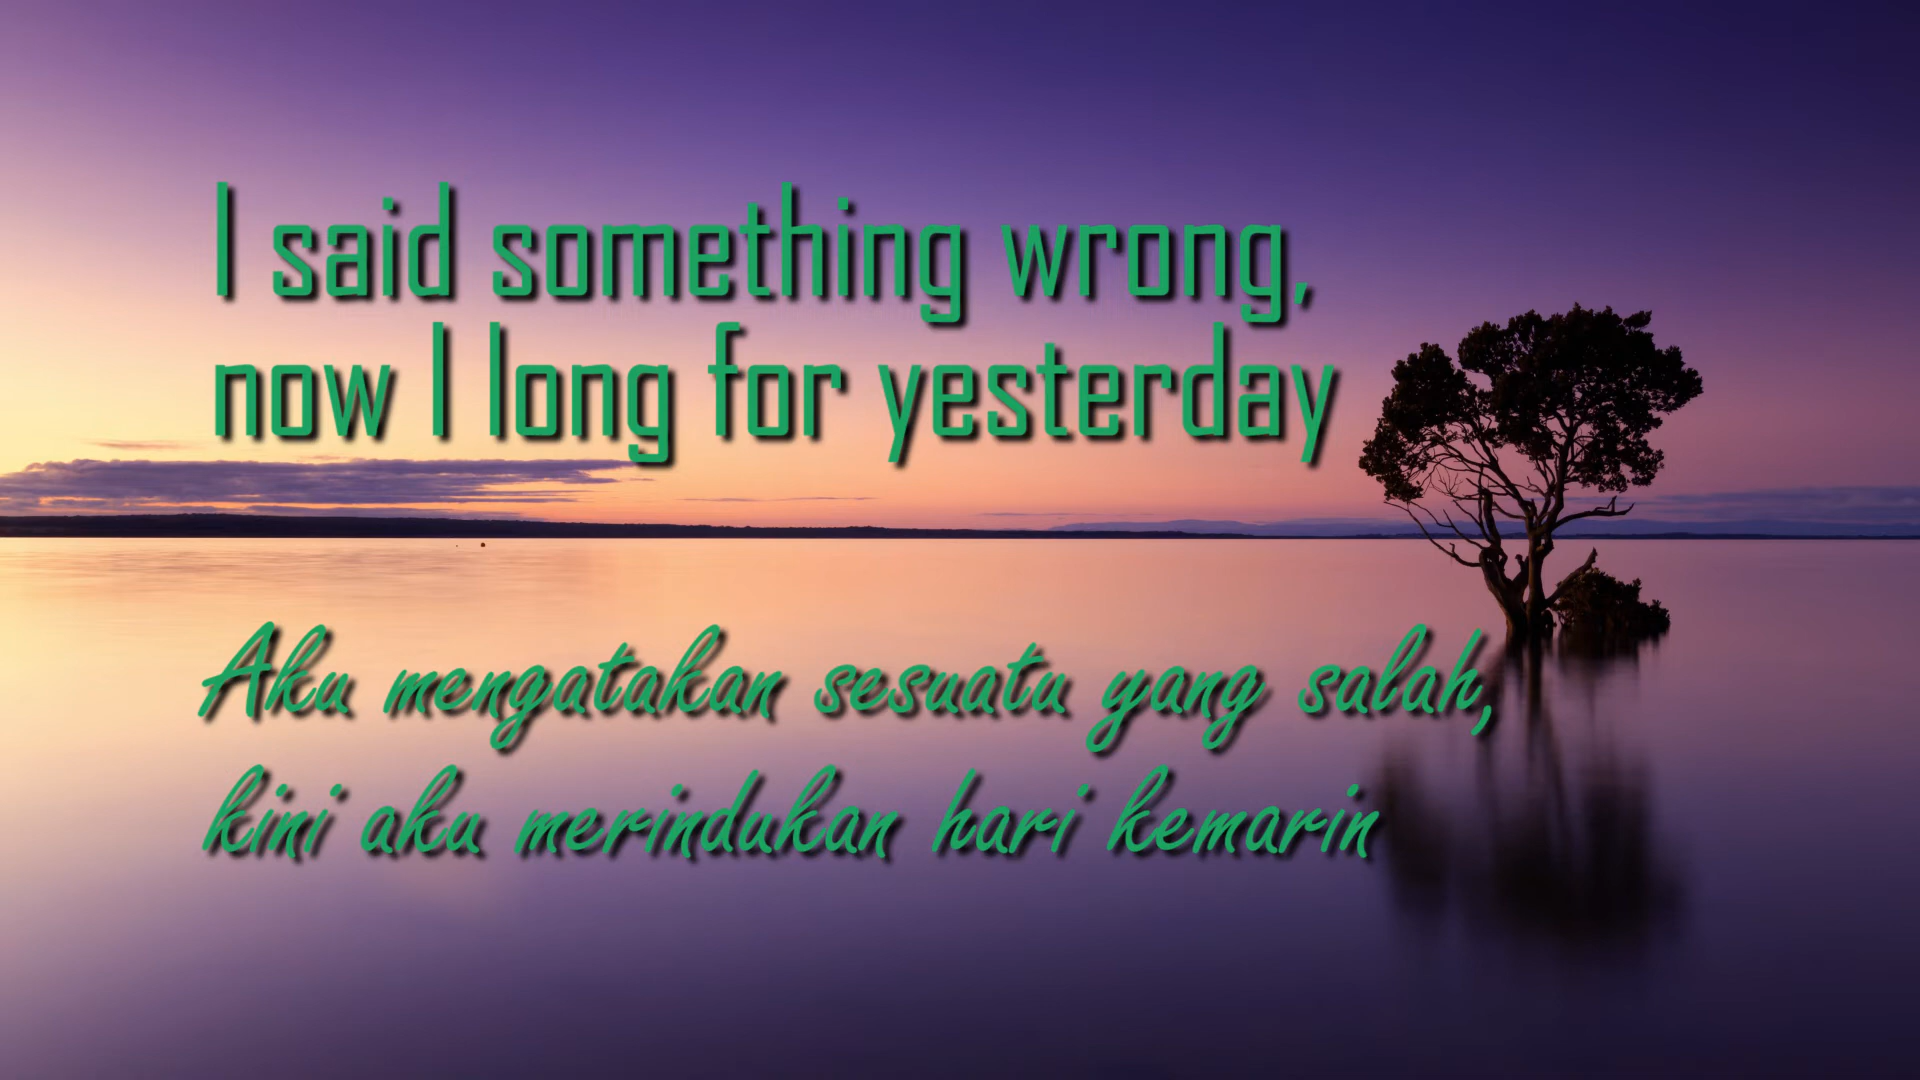 I said something wrong,
now I long for yesterday
Aku mengatakan sesuatu yang salah,
kini aku merindukan hari kemarin